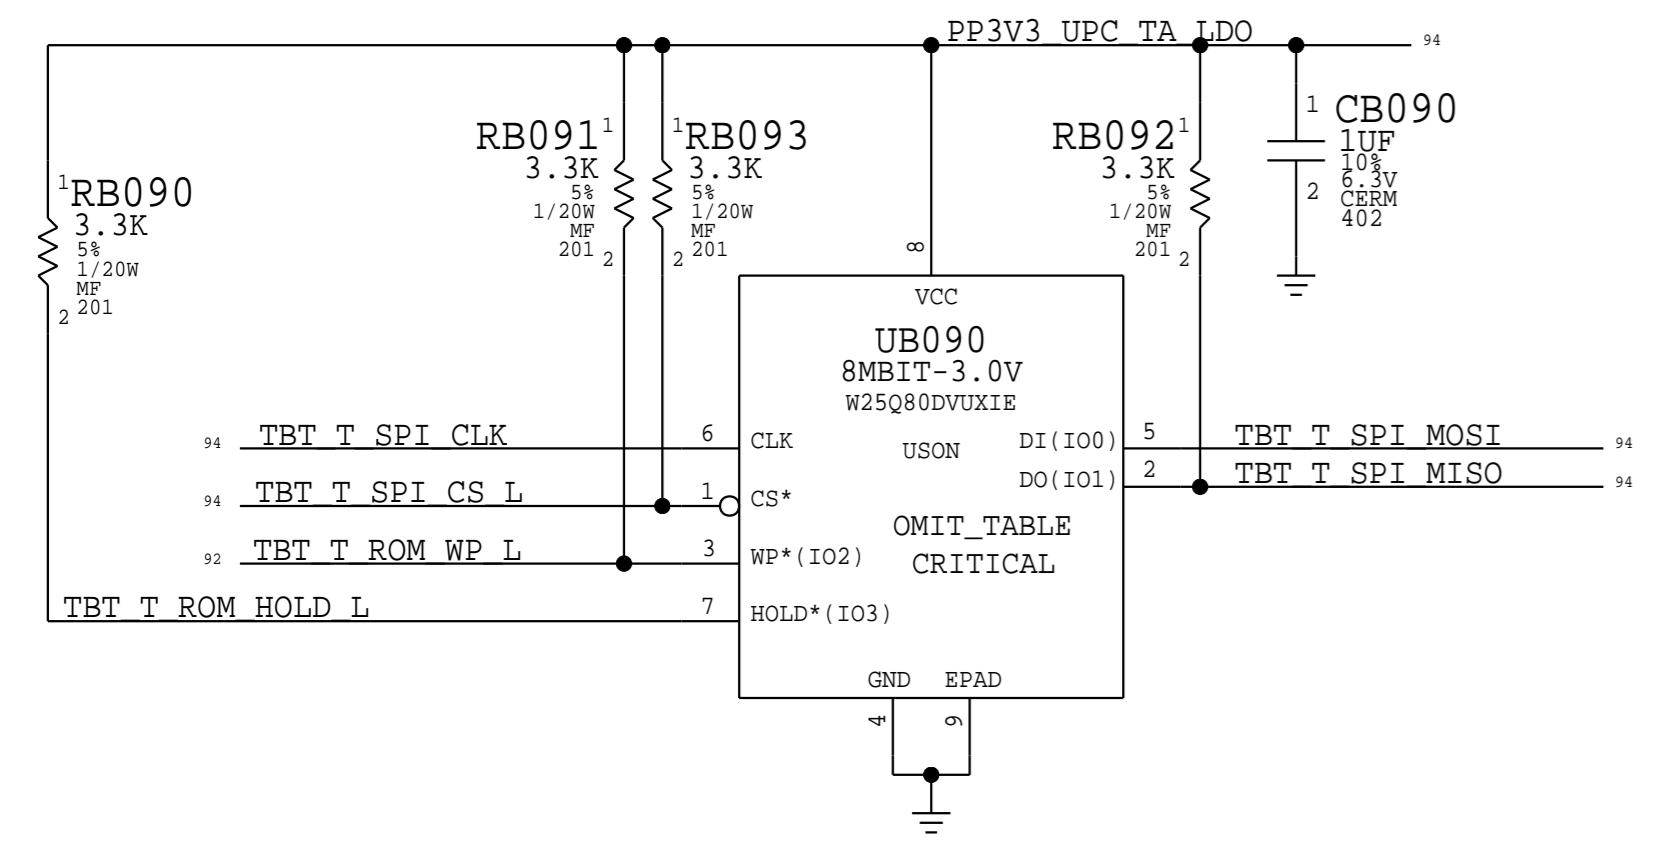 PP3V3_UPC_TA_LDO 94
1 RB090
3.3K
5%
1/20W
MF
201
2
RB091 1
3.3K
5%
1/20W
MF
201
2
1 RB093
3.3K
5%
1/20W
MF
201
2
RB092 1
3.3K
5%
1/20W
MF
201
2
1 CB090
1UF
10%
6.3V
CERM
402
2
8
VCC
UB090
8MBIT-3.0V
W25Q80DVUXIE
USON
OMIT_TABLE
CRITICAL
94 TBT_T_SPI_CLK 6 CLK
94 TBT_T_SPI_CS_L 1 CS*
92 TBT_T_ROM_WP_L 3 WP*(IO2)
TBT_T_ROM_HOLD_L 7 HOLD*(IO3)
DI(IO0) 5 TBT_T_SPI_MOSI 94
DO(IO1) 2 TBT_T_SPI_MISO 94
GND EPAD
4 9